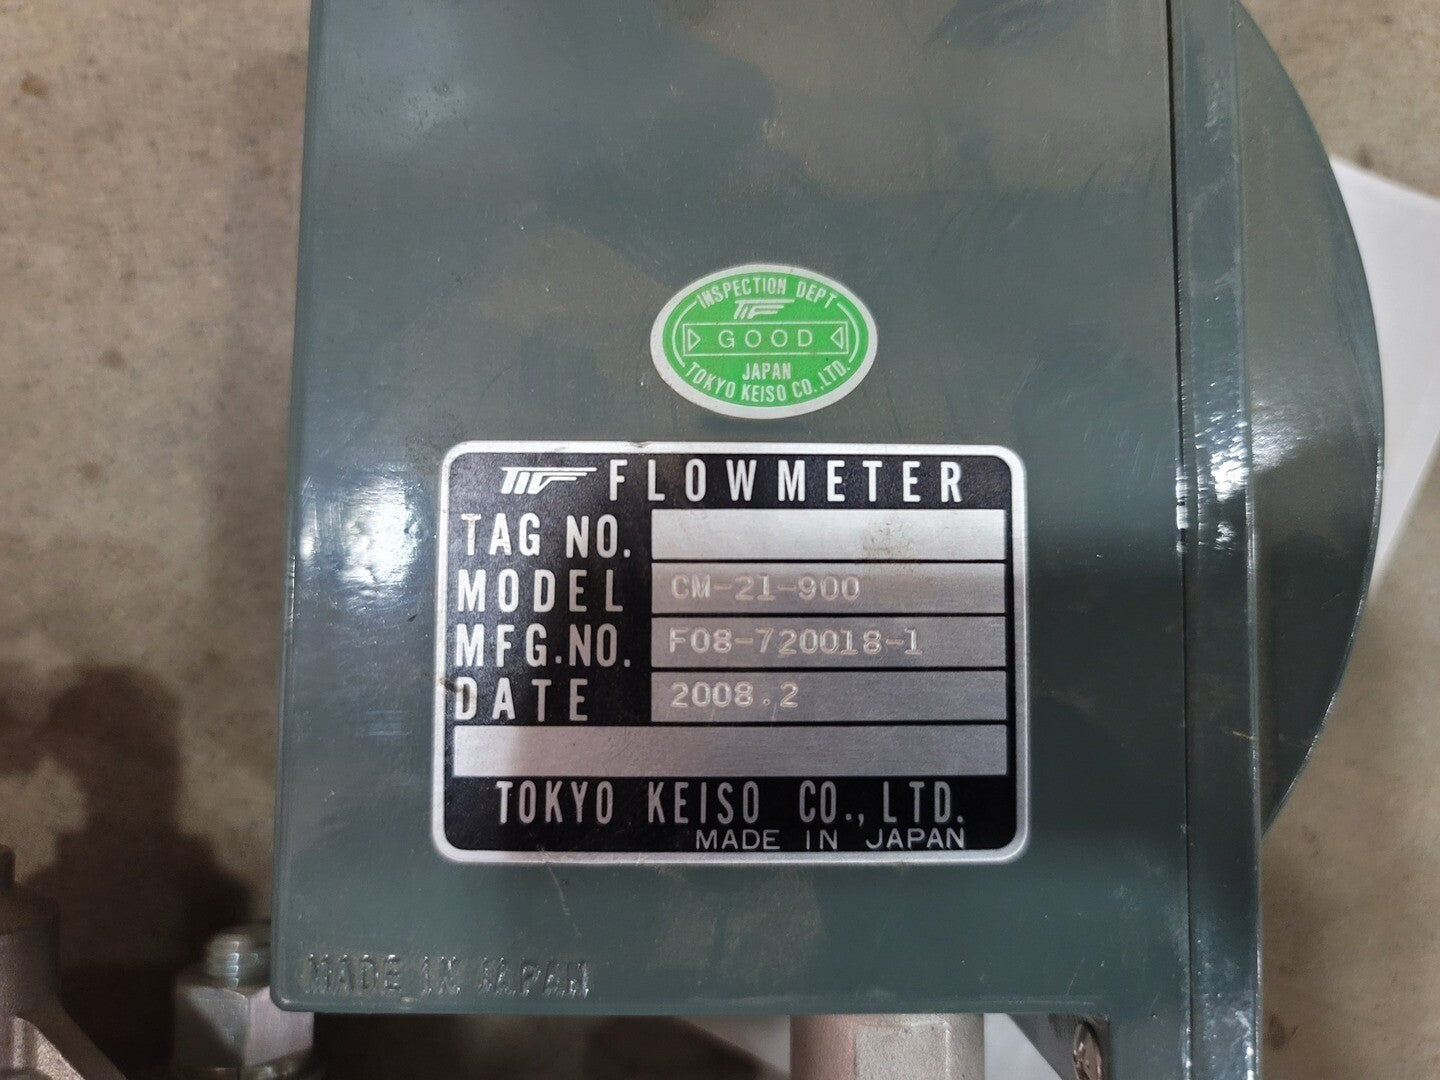 INSPECTION DEPT
TTF
GOOD
JAPAN
TOKYO KEISO CO., LTD.
FLOWMETER
TAG NO.
MODEL CM-21-900
MFG.NO. F08-720018-1
DATE 2008.2
TOKYO KEISO CO., LTD.
MADE IN JAPAN
MADE IN JAPAN